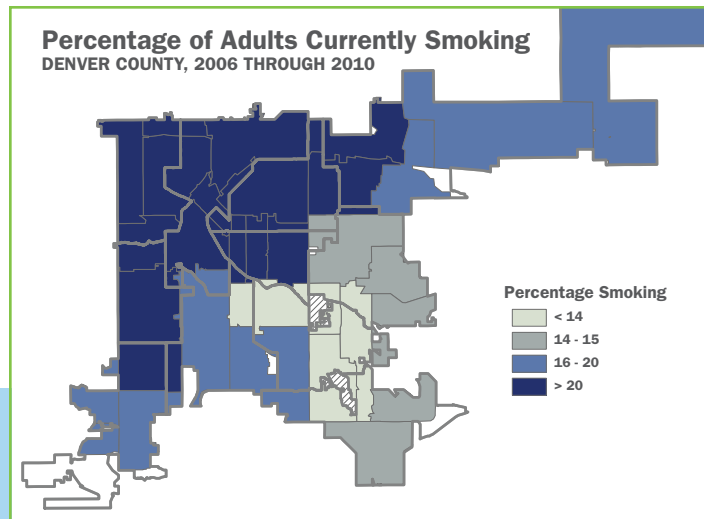 Percentage of Adults Currently Smoking
DENVER COUNTY, 2006 THROUGH 2010
Percentage Smoking
< 14
14 - 15
16 - 20
> 20